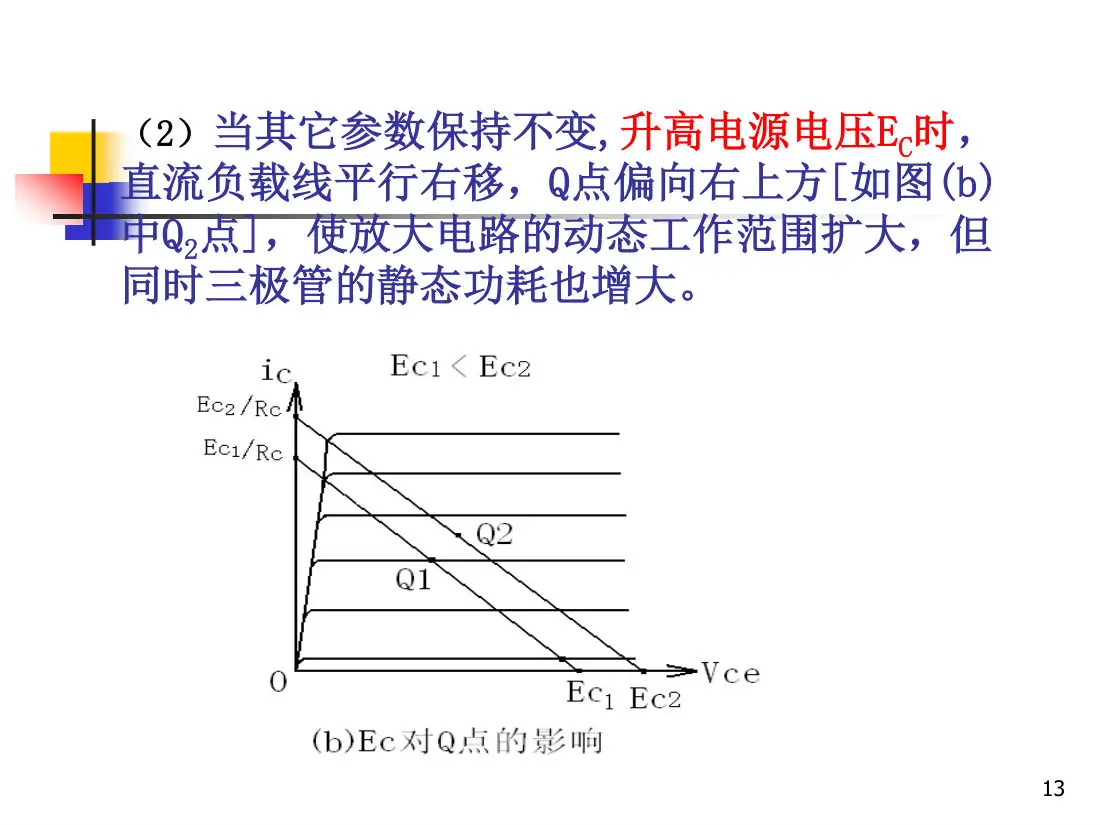 （2）当其它参数保持不变,升高电源电压EC时，
直流负载线平行右移，Q点偏向右上方[如图(b)
中Q2点]，使放大电路的动态工作范围扩大，但
同时三极管的静态功耗也增大。
ic
Ec1 < Ec2
Ec2/Rc
Ec1/Rc
Q2
Q1
O
Vce
Ec1 Ec2
(b)Ec对Q点的影响
13